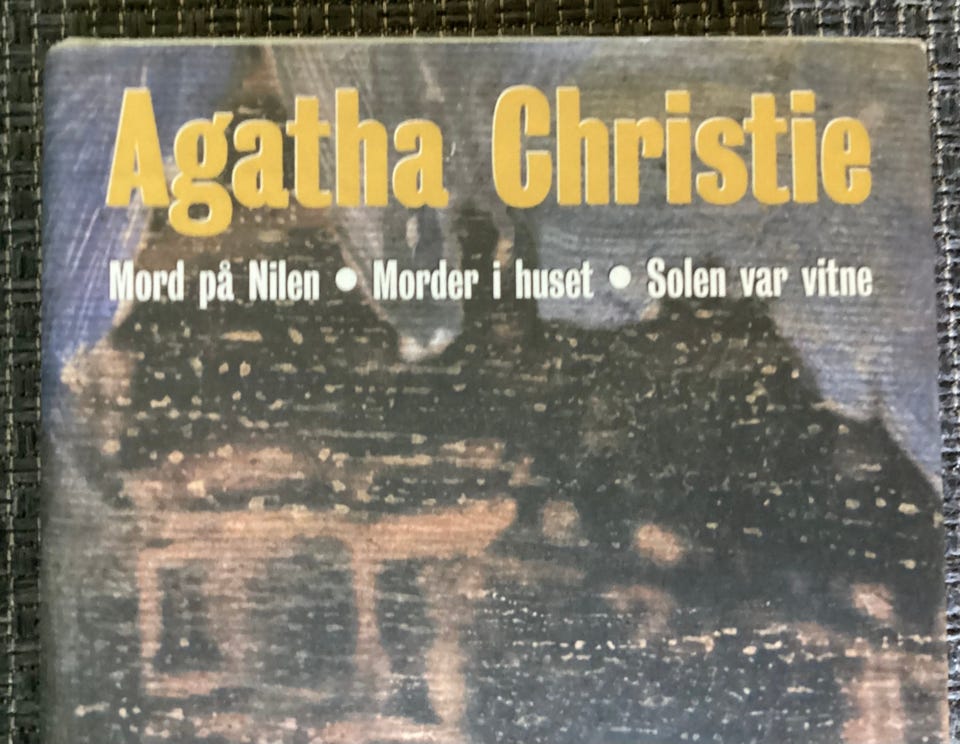 Agatha Christie
Mord på Nilen • Morder i huset • Solen var vitne